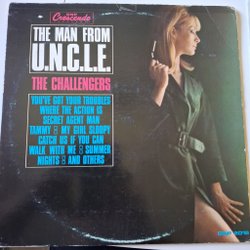 Crescendo
THE MAN FROM
U.N.C.L.E.
THE CHALLENGERS
YOU'VE GOT YOUR TROUBLES
WHERE THE ACTION IS
SECRET AGENT MAN
TAMMY MY GIRL SLOOPY
CATCH US IF YOU CAN
WALK WITH ME SUMMER
NIGHTS AND OTHERS